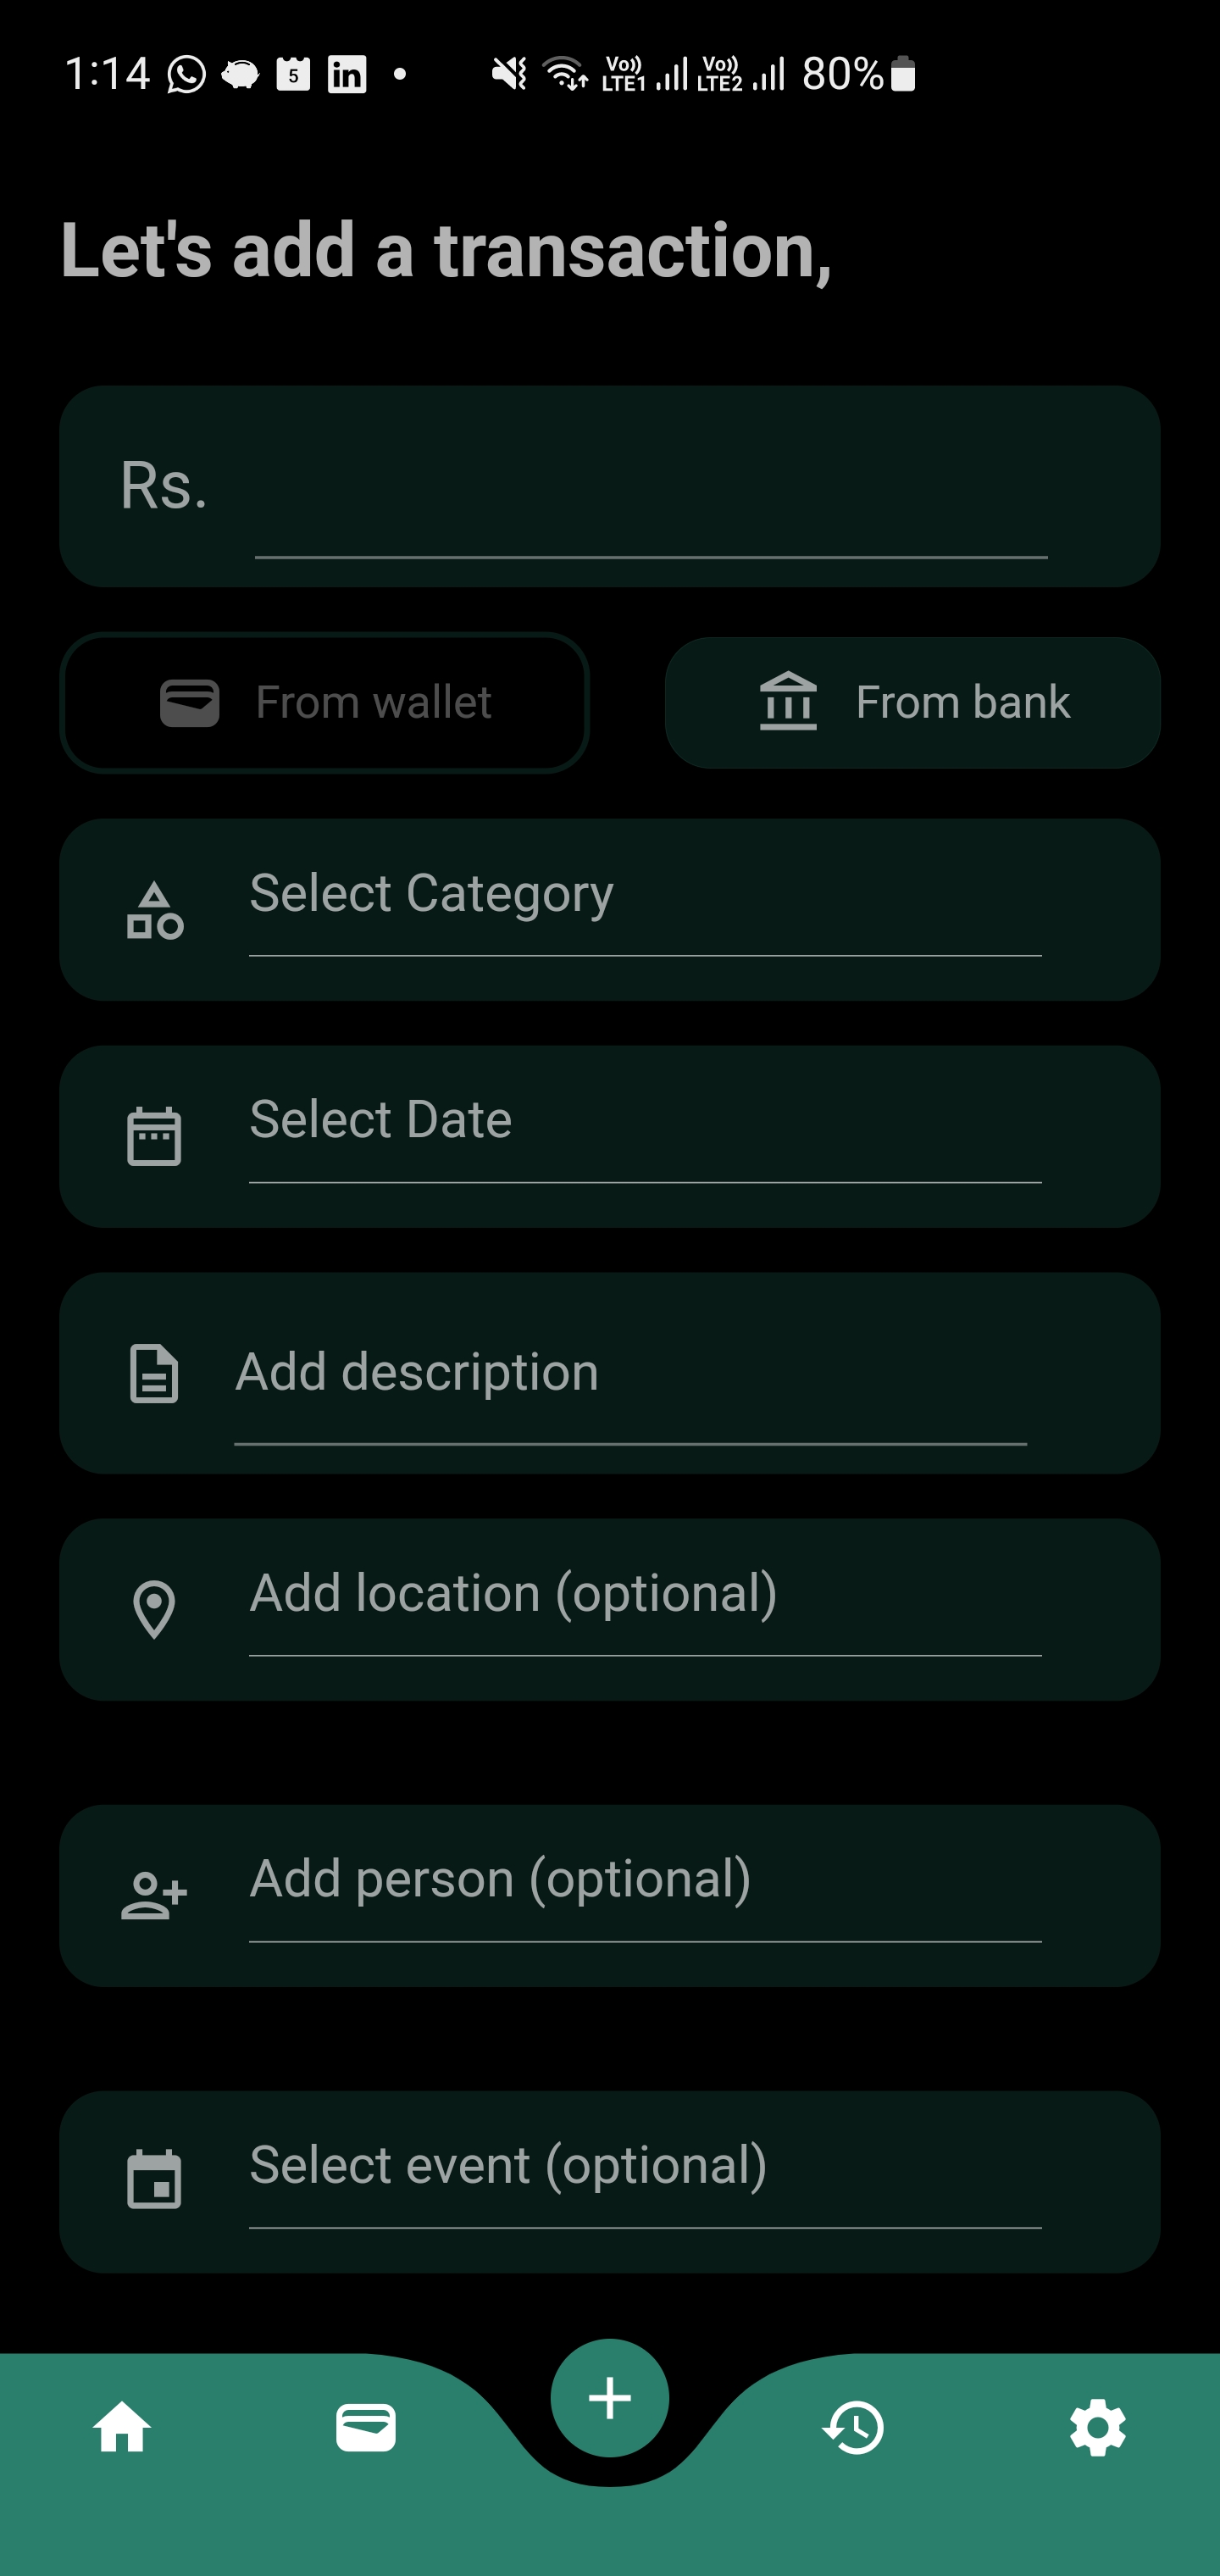 1:14 5 in Vo)) LTE1 Vo)) LTE2 80%
Let's add a transaction,
Rs.
From wallet From bank
Select Category
Select Date
Add description
Add location (optional)
Add person (optional)
Select event (optional)